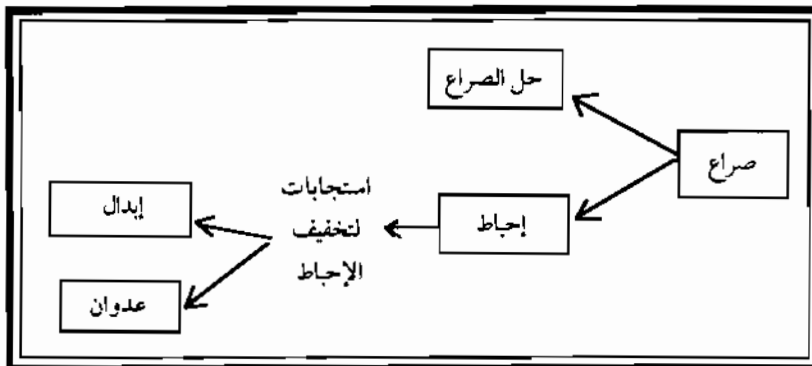 حل الصراع
صراع
إحباط
استجابات
لتخفيف
الإحباط
إبدال
عدوان